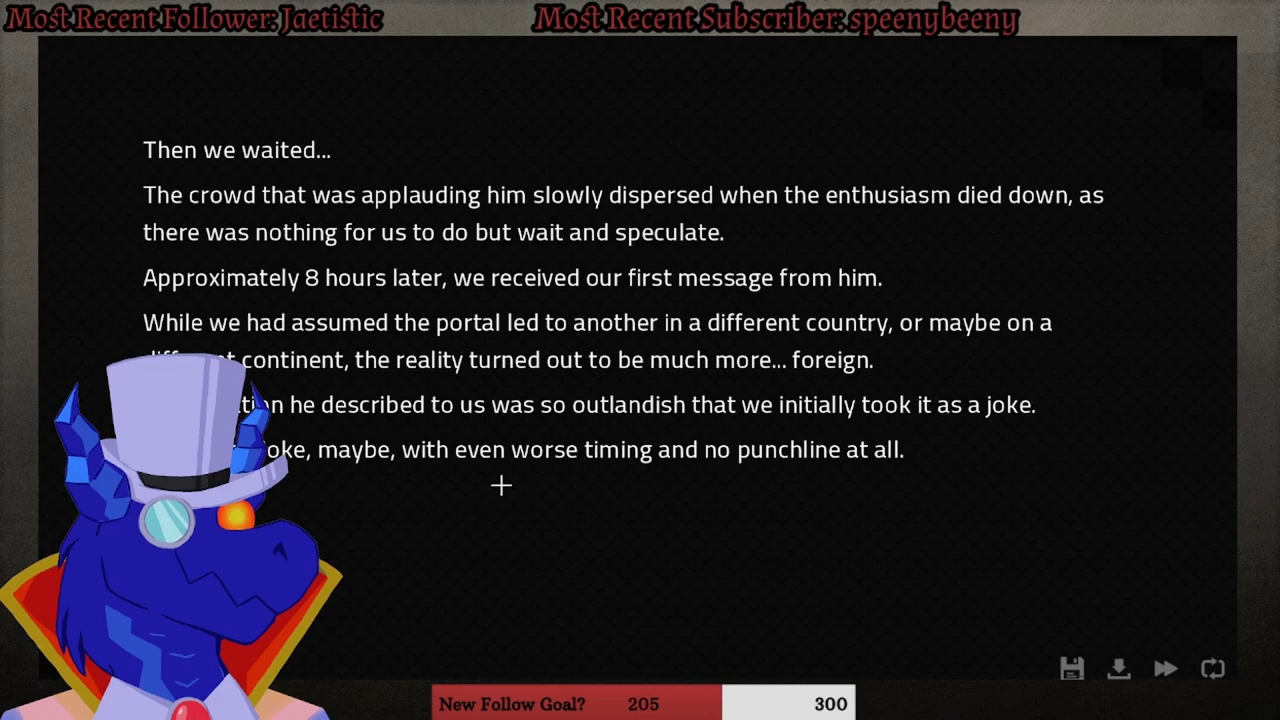 Most Recent Follower: Jaetistic
Most Recent Subscriber: speenybeeny
Then we waited...
The crowd that was applauding him slowly dispersed when the enthusiasm died down, as
there was nothing for us to do but wait and speculate.
Approximately 8 hours later, we received our first message from him.
While we had assumed the portal led to another in a different country, or maybe on a
different continent, the reality turned out to be much more... foreign.
he described to us was so outlandish that we initially took it as a joke.
joke, maybe, with even worse timing and no punchline at all.
New Follow Goal? 205 300